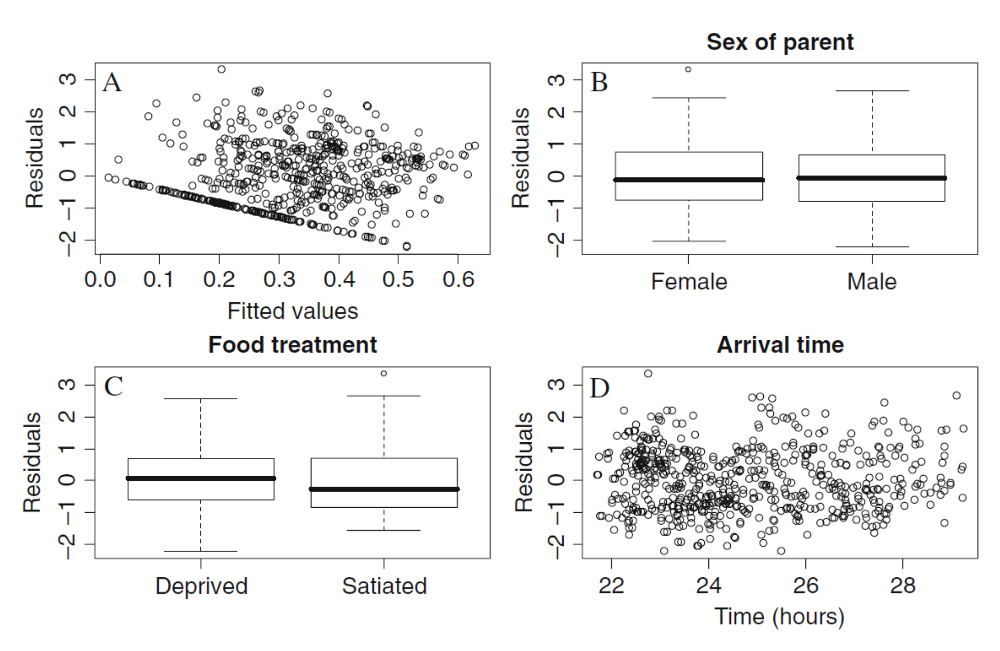 A
Residuals
3
2
1
0
−1
−2
0.0 0.1 0.2 0.3 0.4 0.5 0.6
Fitted values
Sex of parent
B
Residuals
3
2
1
0
−1
−2
Female Male
Food treatment
C
Residuals
3
2
1
0
−1
−2
Deprived Satiated
Arrival time
D
Residuals
3
2
1
0
−1
−2
22 24 26 28
Time (hours)